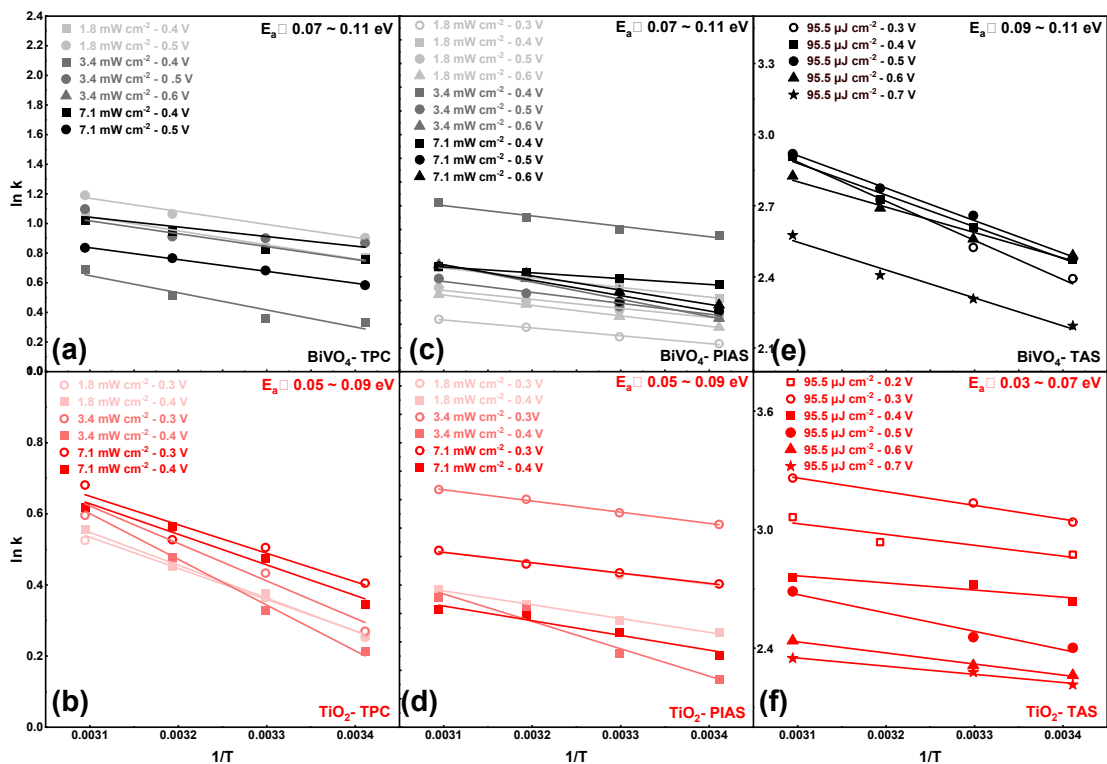 2.4
2.2
2.0
1.8
1.6
1.4
1.2
1.0
0.8
0.6
0.4
0.2
0.0
ln k
1.8 mW cm⁻² - 0.4 V
1.8 mW cm⁻² - 0.5 V
3.4 mW cm⁻² - 0.4 V
3.4 mW cm⁻² - 0 .5 V
3.4 mW cm⁻² - 0.6 V
7.1 mW cm⁻² - 0.4 V
7.1 mW cm⁻² - 0.5 V
Eₐ□ 0.07 ~ 0.11 eV
(a)
BiVO₄- TPC
1.8 mW cm⁻² - 0.3 V
1.8 mW cm⁻² - 0.4 V
1.8 mW cm⁻² - 0.5 V
1.8 mW cm⁻² - 0.6 V
3.4 mW cm⁻² - 0.4 V
3.4 mW cm⁻² - 0.5 V
3.4 mW cm⁻² - 0.6 V
7.1 mW cm⁻² - 0.4 V
7.1 mW cm⁻² - 0.5 V
7.1 mW cm⁻² - 0.6 V
Eₐ□ 0.07 ~ 0.11 eV
(c)
BiVO₄- PIAS
3.3
3.0
2.7
2.4
2.1
95.5 μJ cm⁻² - 0.3 V
95.5 μJ cm⁻² - 0.4 V
95.5 μJ cm⁻² - 0.5 V
95.5 μJ cm⁻² - 0.6 V
95.5 μJ cm⁻² - 0.7 V
Eₐ□ 0.09 ~ 0.11 eV
(e)
BiVO₄- TAS
0.8
0.6
0.4
0.2
0.0
ln k
1.8 mW cm⁻² - 0.3 V
1.8 mW cm⁻² - 0.4 V
3.4 mW cm⁻² - 0.3 V
3.4 mW cm⁻² - 0.4 V
7.1 mW cm⁻² - 0.3 V
7.1 mW cm⁻² - 0.4 V
Eₐ□ 0.05 ~ 0.09 eV
(b)
TiO₂- TPC
0.0031 0.0032 0.0033 0.0034
1/T
1.8 mW cm⁻² - 0.3 V
1.8 mW cm⁻² - 0.4 V
3.4 mW cm⁻² - 0.3V
3.4 mW cm⁻² - 0.4 V
7.1 mW cm⁻² - 0.3 V
7.1 mW cm⁻² - 0.4 V
Eₐ□ 0.05 ~ 0.09 eV
(d)
TiO₂- PIAS
0.0031 0.0032 0.0033 0.0034
1/T
3.6
3.0
2.4
95.5 μJ cm⁻² - 0.2 V
95.5 μJ cm⁻² - 0.3 V
95.5 μJ cm⁻² - 0.4 V
95.5 μJ cm⁻² - 0.5 V
95.5 μJ cm⁻² - 0.6 V
95.5 μJ cm⁻² - 0.7 V
Eₐ□ 0.03 ~ 0.07 eV
(f)
TiO₂- TAS
0.0031 0.0032 0.0033 0.0034
1/T